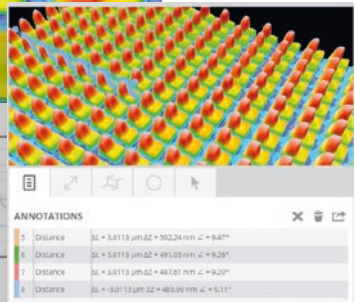 ANNOTATIONS
5 Distance ΔL = 3.0113 µm ΔZ = 502.24 nm ∠ = 9.47°
6 Distance ΔL = 3.0113 µm ΔZ = 491.03 nm ∠ = 9.26°
7 Distance ΔL = 3.0113 µm ΔZ = 487.61 nm ∠ = 9.20°
8 Distance ΔL = -3.0113 µm ΔZ = 483.09 nm ∠ = 9.11°